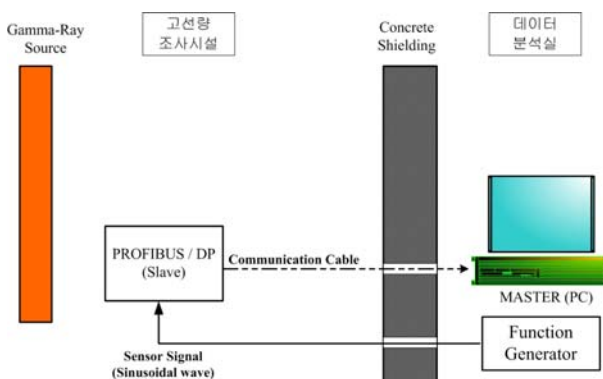 Gamma-Ray
Source
고선량
조사시설
Concrete
Shielding
데이터
분석실
PROFIBUS / DP
(Slave)
Communication Cable
MASTER (PC)
Function
Generator
Sensor Signal
(Sinusoidal wave)